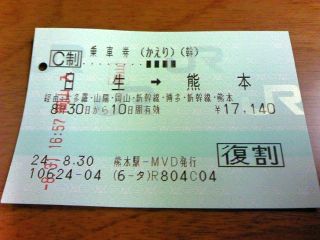 C制 乗車券 (かえり)(幹)
日生 → 熊本
経由:多羅・山陽・岡山・新幹線・博多・新幹線・熊本
8月30日から10日間有効 ¥17,140
24.-8.30 熊本駅-MVD発行 復割
10624-04 (6-タ)R804C04